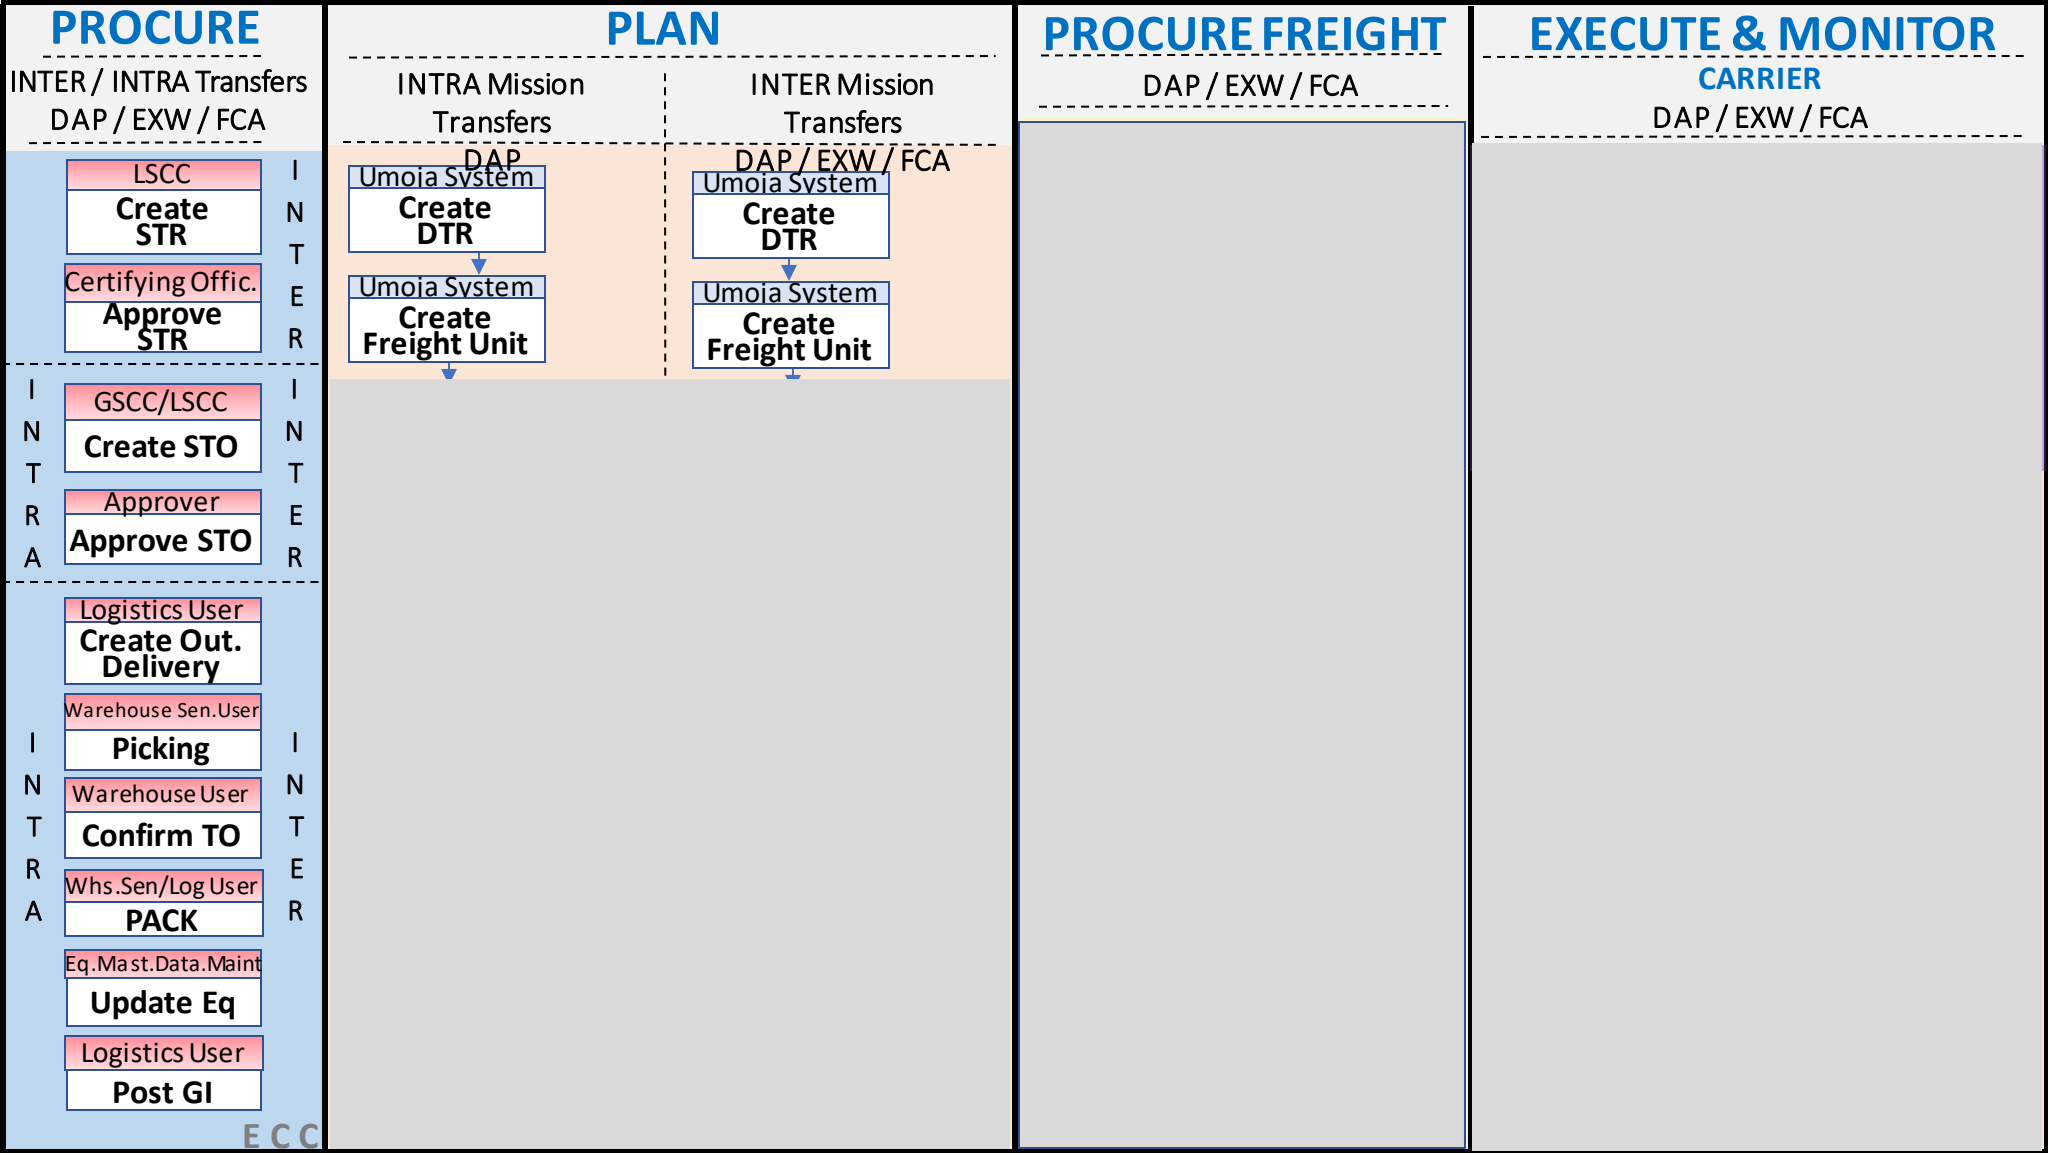 PROCURE
INTER / INTRA Transfers
DAP / EXW / FCA
I
N
T
E
R
LSCC
Create
STR
Certifying Offic.
Approve
STR
I
N
T
R
A
GSCC/LSCC
Create STO
Approver
Approve STO
I
N
T
E
R
I
N
T
R
A
Logistics User
Create Out.
Delivery
Warehouse Sen.User
Picking
Warehouse User
Confirm TO
Whs.Sen/Log User
PACK
Eq.Mast.Data.Maint
Update Eq
Logistics User
Post GI
I
N
T
E
R
E C C
PLAN
INTRA Mission
Transfers
DAP
Umoja System
Create
DTR
Umoja System
Create
Freight Unit
INTER Mission
Transfers
DAP / EXW / FCA
Umoja System
Create
DTR
Umoja System
Create
Freight Unit
PROCURE FREIGHT
DAP / EXW / FCA
EXECUTE & MONITOR
CARRIER
DAP / EXW / FCA